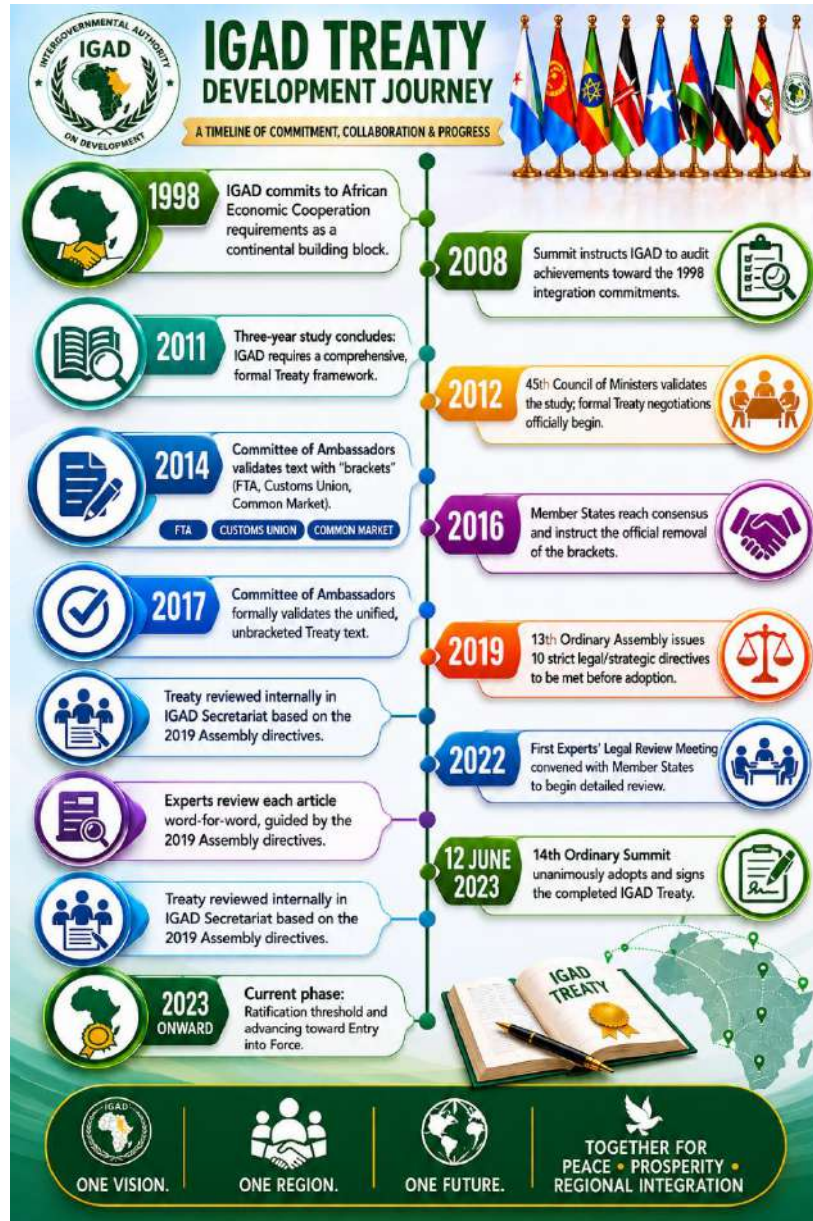 INTERGOVERNMENTAL AUTHORITY
IGAD
ON DEVELOPMENT
IGAD TREATY
DEVELOPMENT JOURNEY
A TIMELINE OF COMMITMENT, COLLABORATION & PROGRESS
1998
IGAD commits to African
Economic Cooperation
requirements as a
continental building block.
2008
Summit instructs IGAD to audit
achievements toward the 1998
integration commitments.
2011
Three-year study concludes:
IGAD requires a comprehensive,
formal Treaty framework.
2012
45th Council of Ministers validates
the study; formal Treaty negotiations
officially begin.
2014
Committee of Ambassadors
validates text with "brackets"
(FTA, Customs Union,
Common Market).
FTA
CUSTOMS UNION
COMMON MARKET
2016
Member States reach consensus
and instruct the official removal
of the brackets.
2017
Committee of Ambassadors
formally validates the unified,
unbracketed Treaty text.
2019
13th Ordinary Assembly issues
10 strict legal/strategic directives
to be met before adoption.
Treaty reviewed internally in
IGAD Secretariat based on the
2019 Assembly directives.
2022
First Experts' Legal Review Meeting
convened with Member States
to begin detailed review.
Experts review each article
word-for-word, guided by the
2019 Assembly directives.
12 JUNE
2023
14th Ordinary Summit
unanimously adopts and signs
the completed IGAD Treaty.
Treaty reviewed internally in
IGAD Secretariat based on the
2019 Assembly directives.
2023
ONWARD
Current phase:
Ratification threshold and
advancing toward Entry
into Force.
IGAD
TREATY
IGAD
ONE VISION.
ONE REGION.
ONE FUTURE.
TOGETHER FOR
PEACE • PROSPERITY •
REGIONAL INTEGRATION